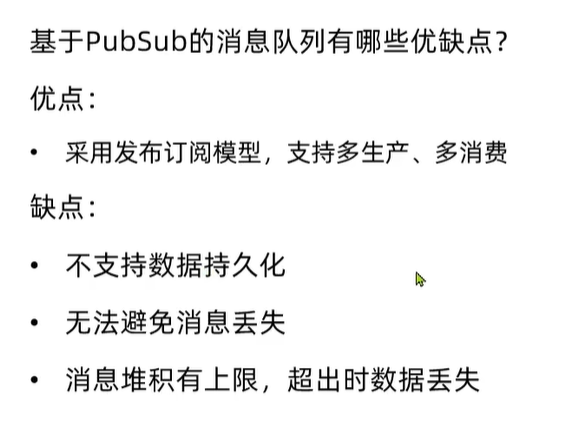 基于PubSub的消息队列有哪些优缺点？
优点：
• 采用发布订阅模型，支持多生产、多消费
缺点：
• 不支持数据持久化
• 无法避免消息丢失
• 消息堆积有上限，超出时数据丢失